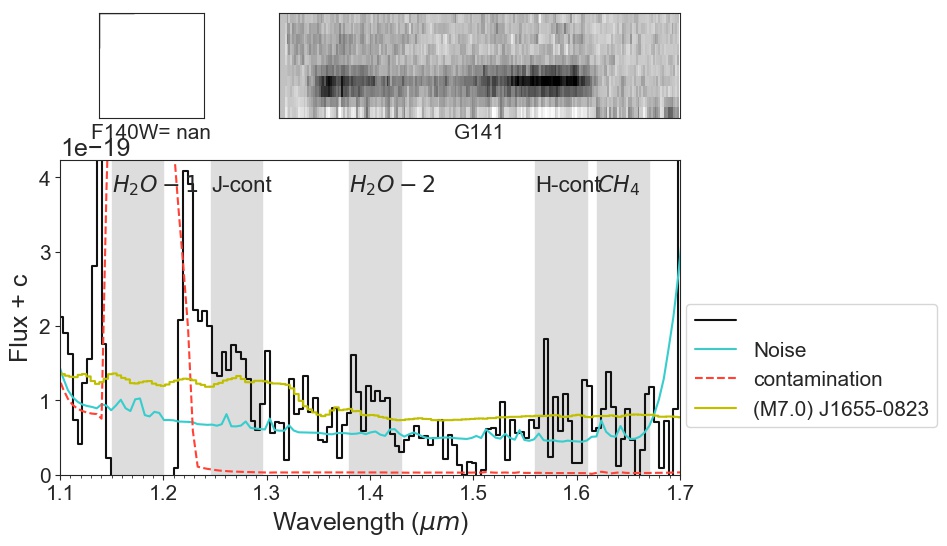 F140W= nan
G141
1e−19
H₂O − 1
J-cont
H₂O − 2
H-cont
CH₄
4
3
2
1
0
Flux + c
1.1
1.2
1.3
1.4
1.5
1.6
1.7
Wavelength (μm)
Noise
contamination
(M7.0) J1655-0823